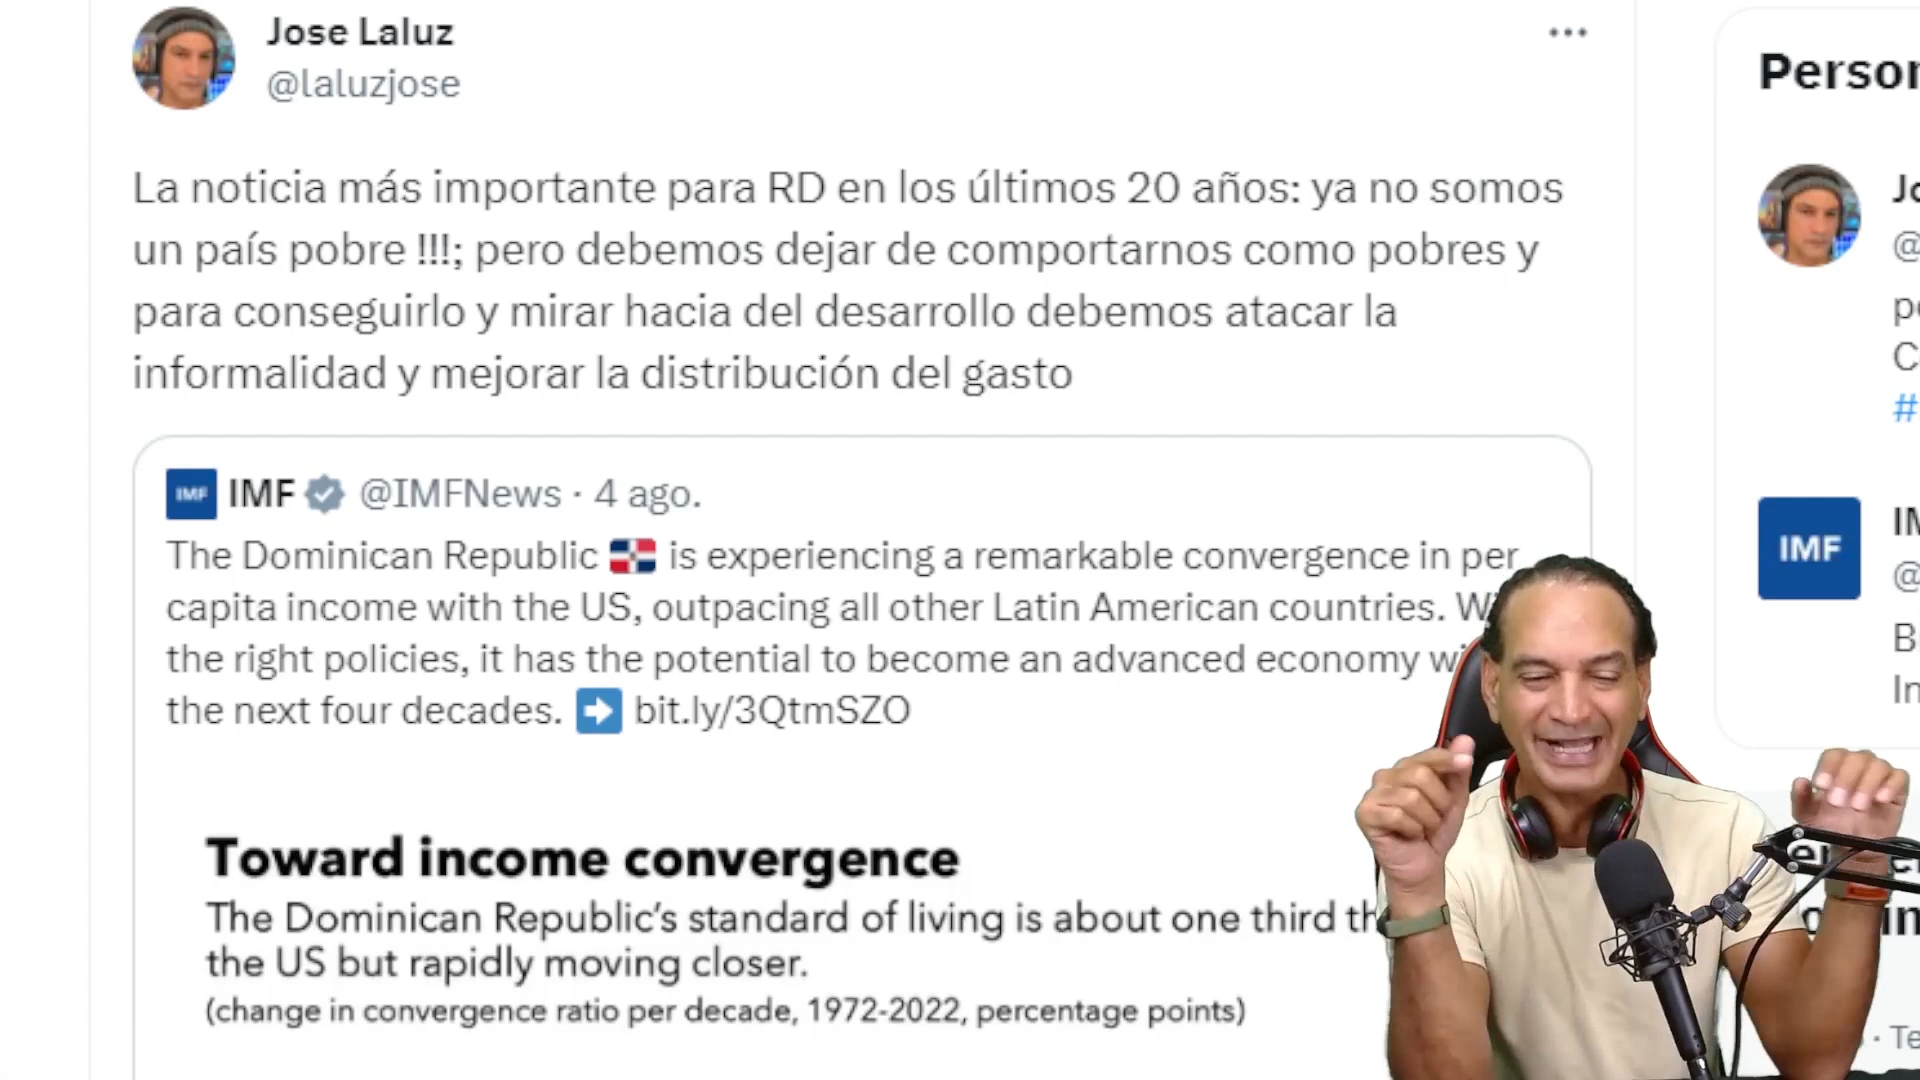 Jose Laluz
@laluzjose
La noticia más importante para RD en los últimos 20 años: ya no somos
un país pobre !!!; pero debemos dejar de comportarnos como pobres y
para conseguirlo y mirar hacia del desarrollo debemos atacar la
informalidad y mejorar la distribución del gasto
IMF
IMF @IMFNews · 4 ago.
The Dominican Republic 🇩🇴 is experiencing a remarkable convergence in per
capita income with the US, outpacing all other Latin American countries.
the right policies, it has the potential to become an advanced economy
the next four decades. ➡️ bit.ly/3QtmSZO
Toward income convergence
The Dominican Republic's standard of living is about one third
the US but rapidly moving closer.
(change in convergence ratio per decade, 1972-2022, percentage points)
IMF
@
@
#